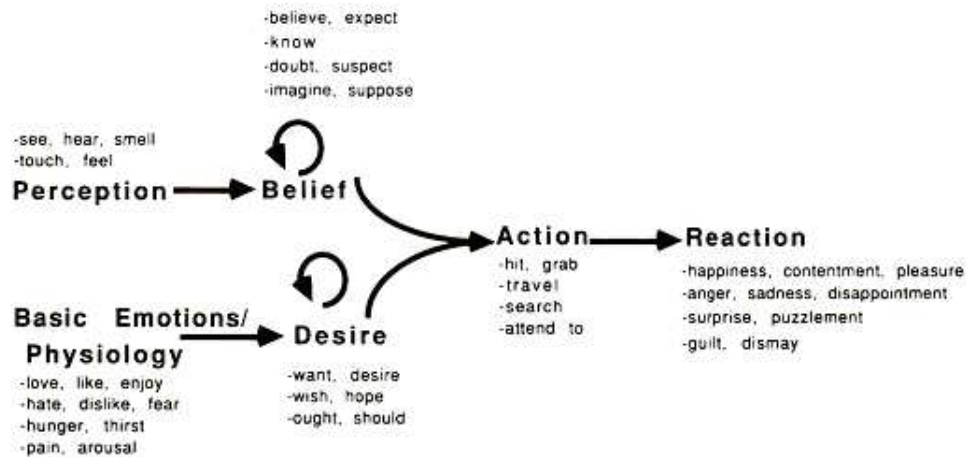 -believe, expect
-know
-doubt, suspect
-imagine, suppose
-see, hear, smell
-touch, feel
Perception
Belief
Action
-hit, grab
-travel
-search
-attend to
Reaction
-happiness, contentment, pleasure
-anger, sadness, disappointment
-surprise, puzzlement
-guilt, dismay
Basic Emotions/
Physiology
-love, like, enjoy
-hate, dislike, fear
-hunger, thirst
-pain, arousal
Desire
-want, desire
-wish, hope
-ought, should